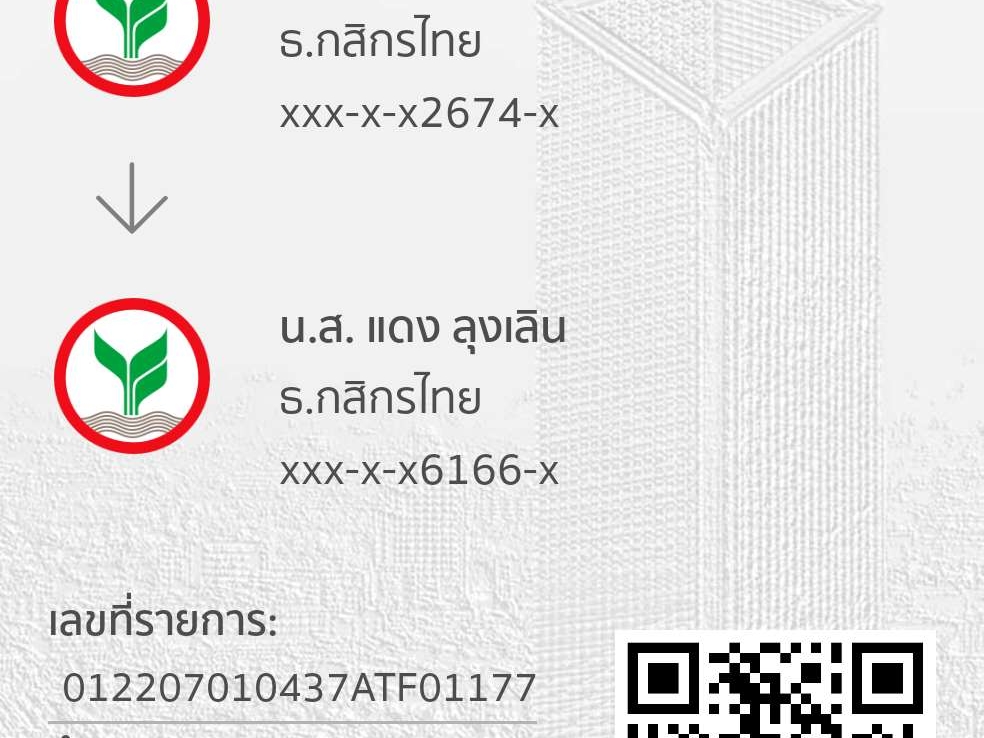 ธ.กสิกรไทย
xxx-x-x2674-x
น.ส. แดง ลุงเลิน
ธ.กสิกรไทย
xxx-x-x6166-x
เลขที่รายการ:
012207010437ATF01177